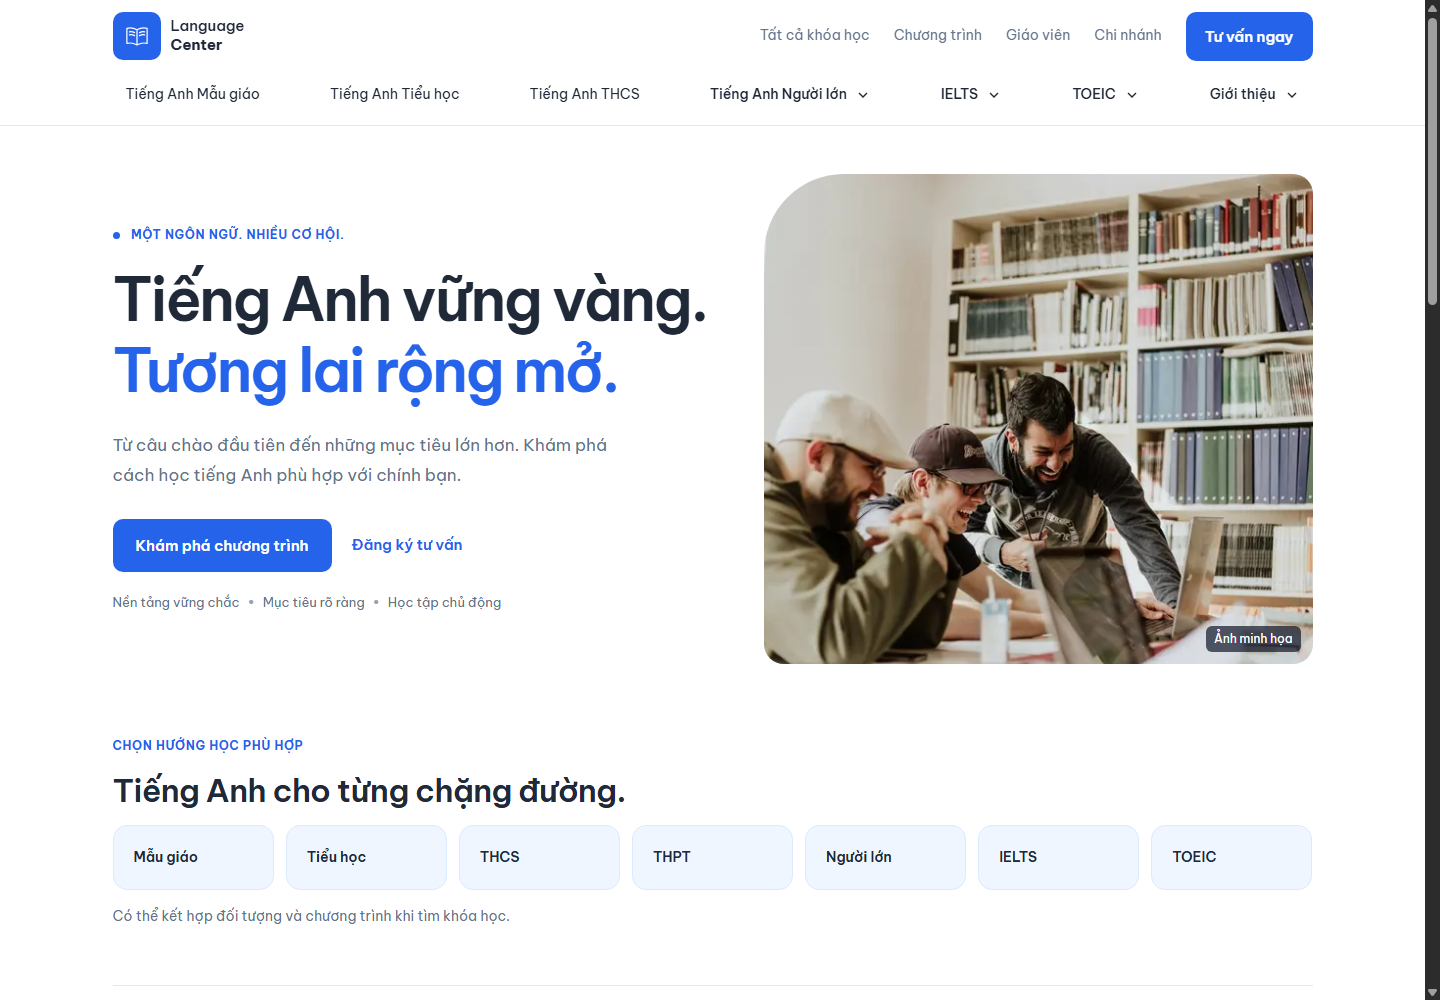 Language
Center
Tất cả khóa học
Chương trình
Giáo viên
Chi nhánh
Tư vấn ngay
Tiếng Anh Mẫu giáo
Tiếng Anh Tiểu học
Tiếng Anh THCS
Tiếng Anh Người lớn
IELTS
TOEIC
Giới thiệu
MỘT NGÔN NGỮ. NHIỀU CƠ HỘI.
Tiếng Anh vững vàng.
Tương lai rộng mở.
Từ câu chào đầu tiên đến những mục tiêu lớn hơn. Khám phá
cách học tiếng Anh phù hợp với chính bạn.
Khám phá chương trình
Đăng ký tư vấn
Nền tảng vững chắc • Mục tiêu rõ ràng • Học tập chủ động
Ảnh minh họa
CHỌN HƯỚNG HỌC PHÙ HỢP
Tiếng Anh cho từng chặng đường.
Mẫu giáo
Tiểu học
THCS
THPT
Người lớn
IELTS
TOEIC
Có thể kết hợp đối tượng và chương trình khi tìm khóa học.